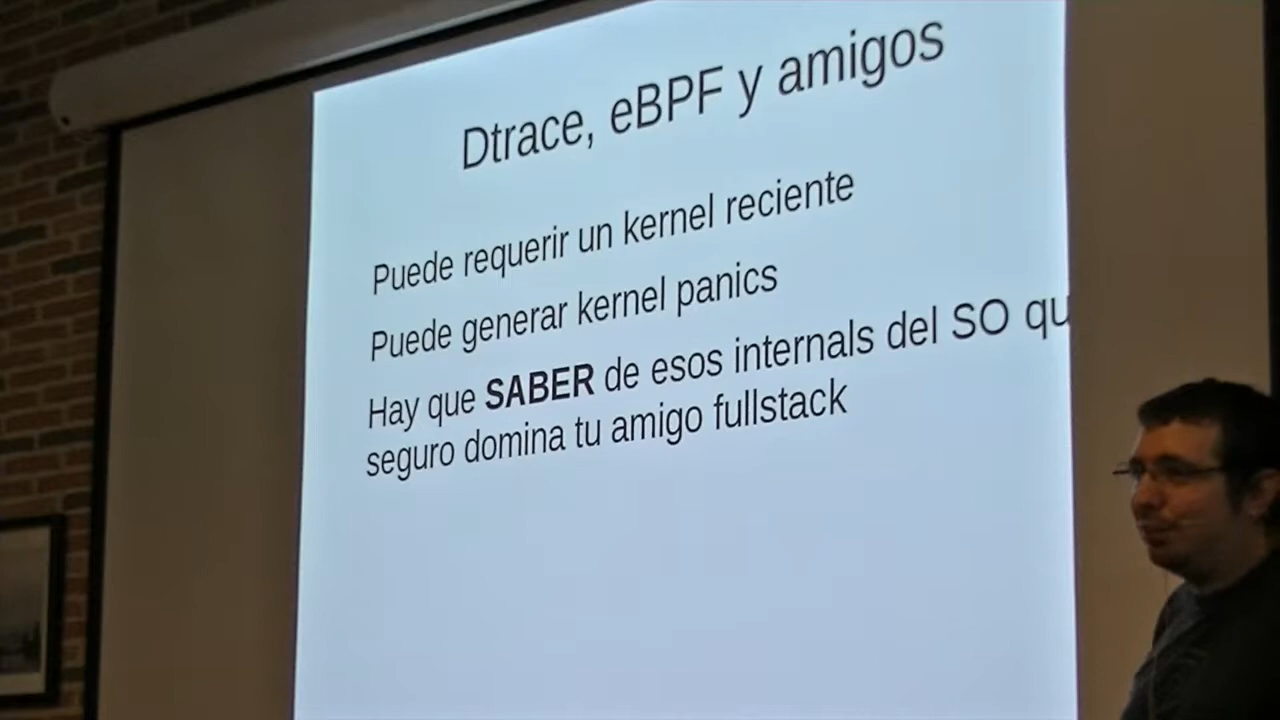 Dtrace, eBPF y amigos
Puede requerir un kernel reciente
Puede generar kernel panics
Hay que SABER de esos internals del SO qu
seguro domina tu amigo fullstack